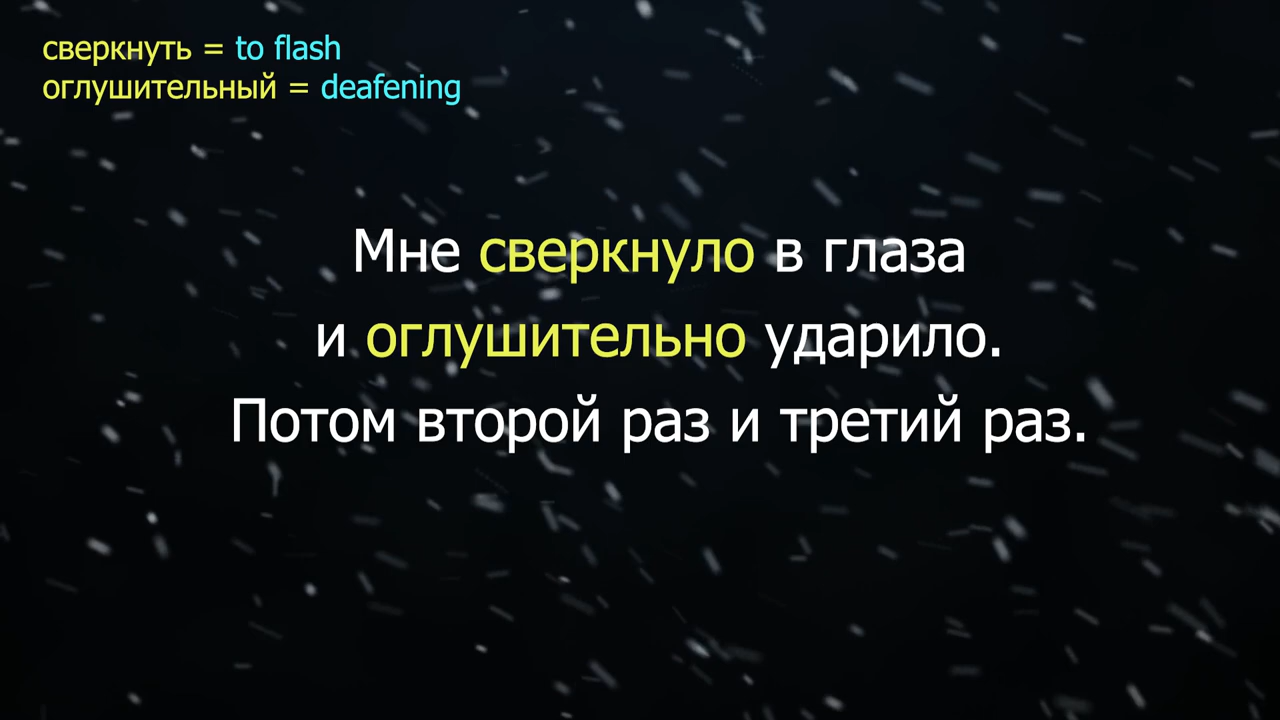 сверкнуть = to flash
оглушительный = deafening
Мне сверкнуло в глаза
и оглушительно ударило.
Потом второй раз и третий раз.